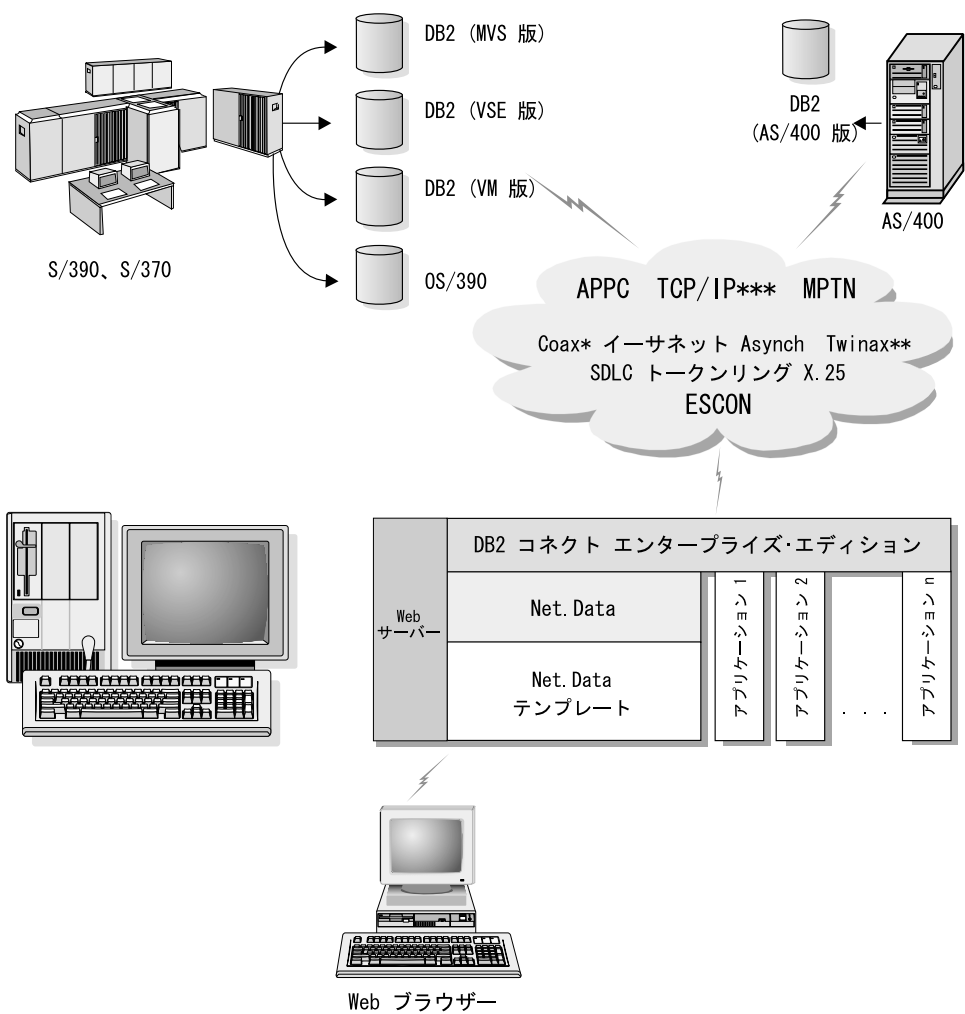 DB2 (MVS 版)
DB2 (VSE 版)
DB2 (VM 版)
OS/390
S/390、S/370
DB2
(AS/400 版)
AS/400
APPC TCP/IP*** MPTN
Coax* イーサネット Asynch Twinax**
SDLC トークンリング X.25
ESCON
DB2 コネクト エンタープライズ・エディション
Web
サーバー
Net.Data
Net.Data
テンプレート
アプリケーション 1
アプリケーション 2
. . .
アプリケーション n
Web ブラウザー